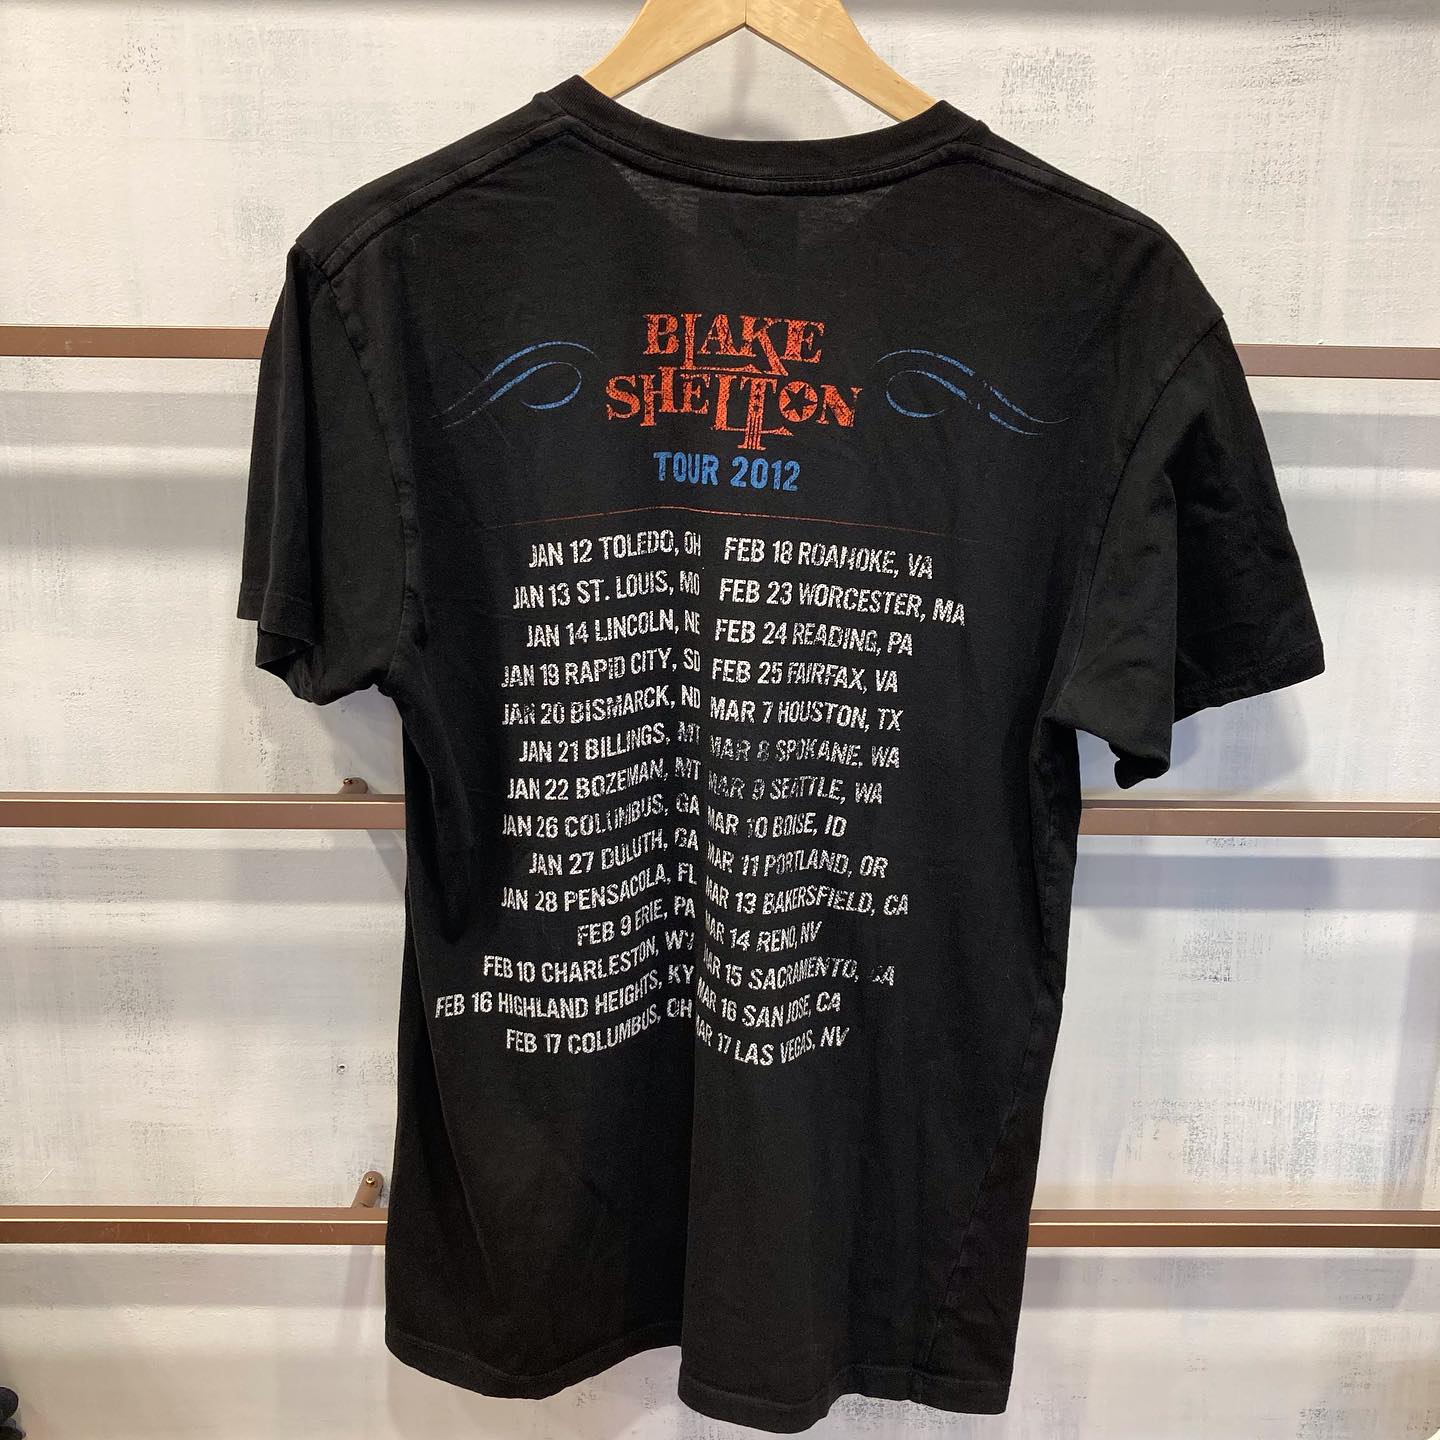 BLAKE
SHELTON
TOUR 2012
JAN 12 TOLEDO, OH
JAN 13 ST. LOUIS, MO
JAN 14 LINCOLN, NE
JAN 19 RAPID CITY, SD
JAN 20 BISMARCK, ND
JAN 21 BILLINGS, MT
JAN 22 BOZEMAN, MT
JAN 26 COLUMBUS, GA
JAN 27 DULUTH, GA
JAN 28 PENSACOLA, FL
FEB 9 ERIE, PA
FEB 10 CHARLESTON, WV
FEB 16 HIGHLAND HEIGHTS, KY
FEB 17 COLUMBUS, OH
FEB 18 ROANOKE, VA
FEB 23 WORCESTER, MA
FEB 24 READING, PA
FEB 25 FAIRFAX, VA
MAR 7 HOUSTON, TX
MAR 8 SPOKANE, WA
MAR 9 SEATTLE, WA
MAR 10 BOISE, ID
MAR 11 PORTLAND, OR
MAR 13 BAKERSFIELD, CA
MAR 14 RENO, NV
MAR 15 SACRAMENTO, CA
MAR 16 SAN JOSE, CA
MAR 17 LAS VEGAS, NV